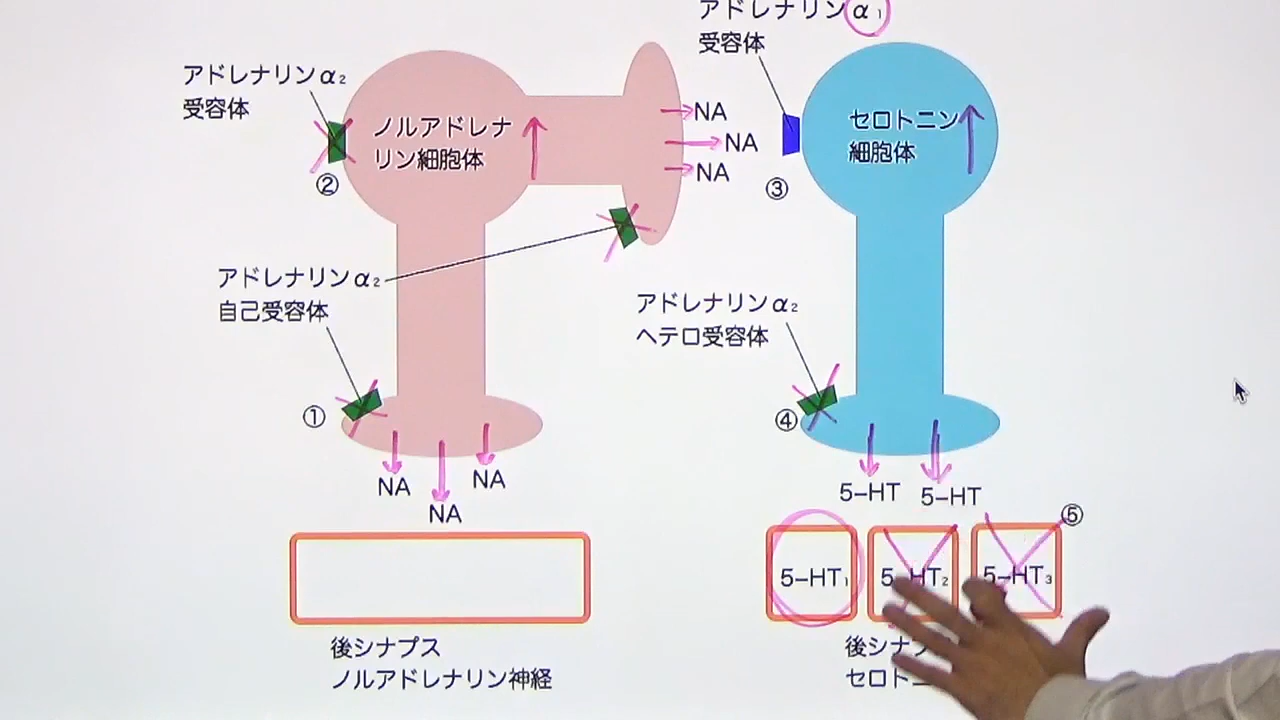 アドレナリンα₁
受容体
アドレナリンα₂
受容体
②
ノルアドレナ
リン細胞体
NA
NA
NA
③
セロトニン
細胞体
アドレナリンα₂
自己受容体
①
NA
NA
NA
アドレナリンα₂
ヘテロ受容体
④
5-HT
5-HT
⑤
5-HT₁
5-HT₂
5-HT₃
後シナプス
ノルアドレナリン神経
後シナ
セロトニ